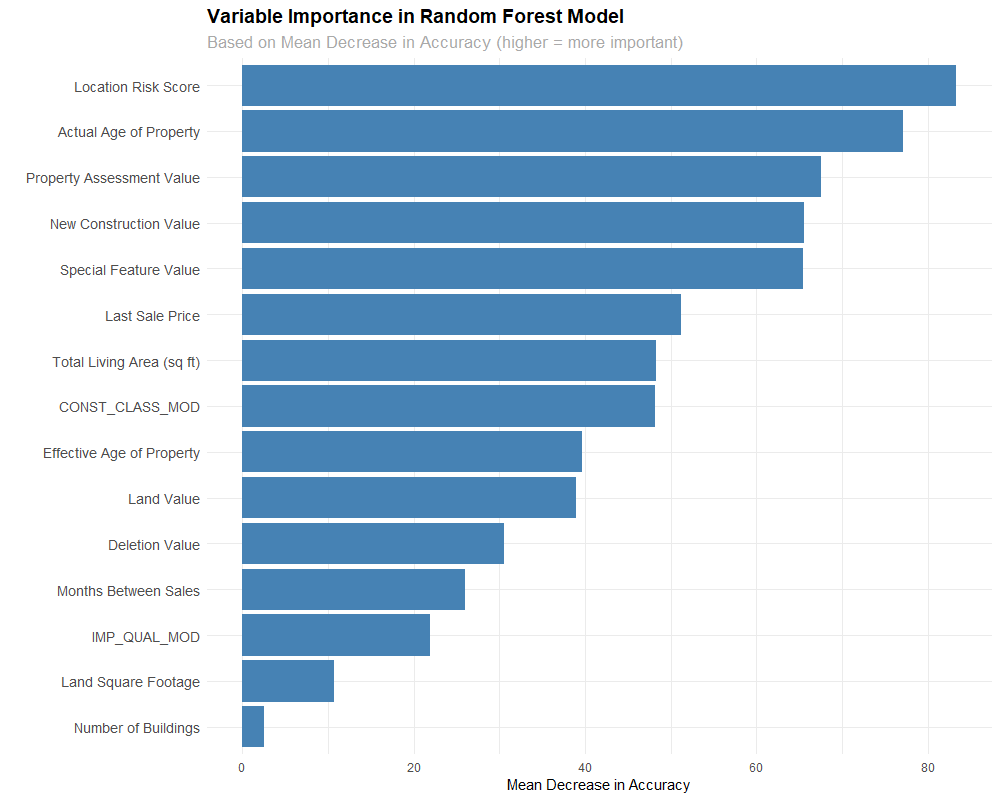 Variable Importance in Random Forest Model
Based on Mean Decrease in Accuracy (higher = more important)
Location Risk Score
Actual Age of Property
Property Assessment Value
New Construction Value
Special Feature Value
Last Sale Price
Total Living Area (sq ft)
CONST_CLASS_MOD
Effective Age of Property
Land Value
Deletion Value
Months Between Sales
IMP_QUAL_MOD
Land Square Footage
Number of Buildings
0 20 40 60 80
Mean Decrease in Accuracy